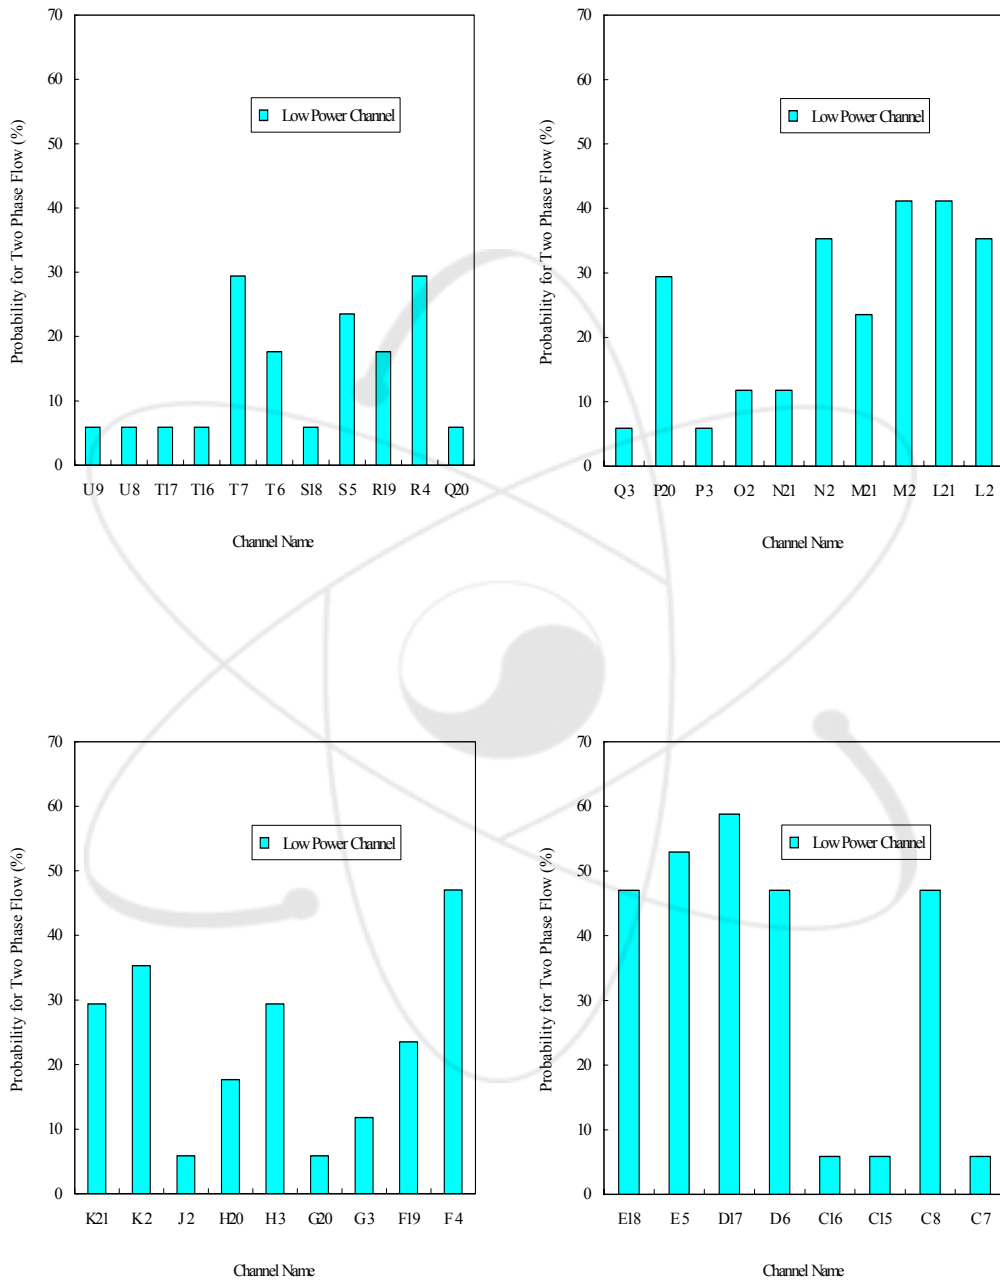 70
60
50
40
30
20
10
0
Probability for Two Phase Flow (%)
Low Power Channel
U9 U8 T17 T16 T7 T6 S18 S5 R19 R4 Q20
Channel Name
70
60
50
40
30
20
10
0
Probability for Two Phase Flow (%)
Low Power Channel
Q3 P20 P3 O2 N21 N2 M21 M2 L21 L2
Channel Name
70
60
50
40
30
20
10
0
Probability for Two Phase Flow (%)
Low Power Channel
K21 K2 J2 H20 H3 G20 G3 F19 F4
Channel Name
70
60
50
40
30
20
10
0
Probability for Two Phase Flow (%)
Low Power Channel
E18 E5 D17 D6 C16 C15 C8 C7
Channel Name